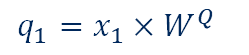 q₁ = x₁ × W^Q